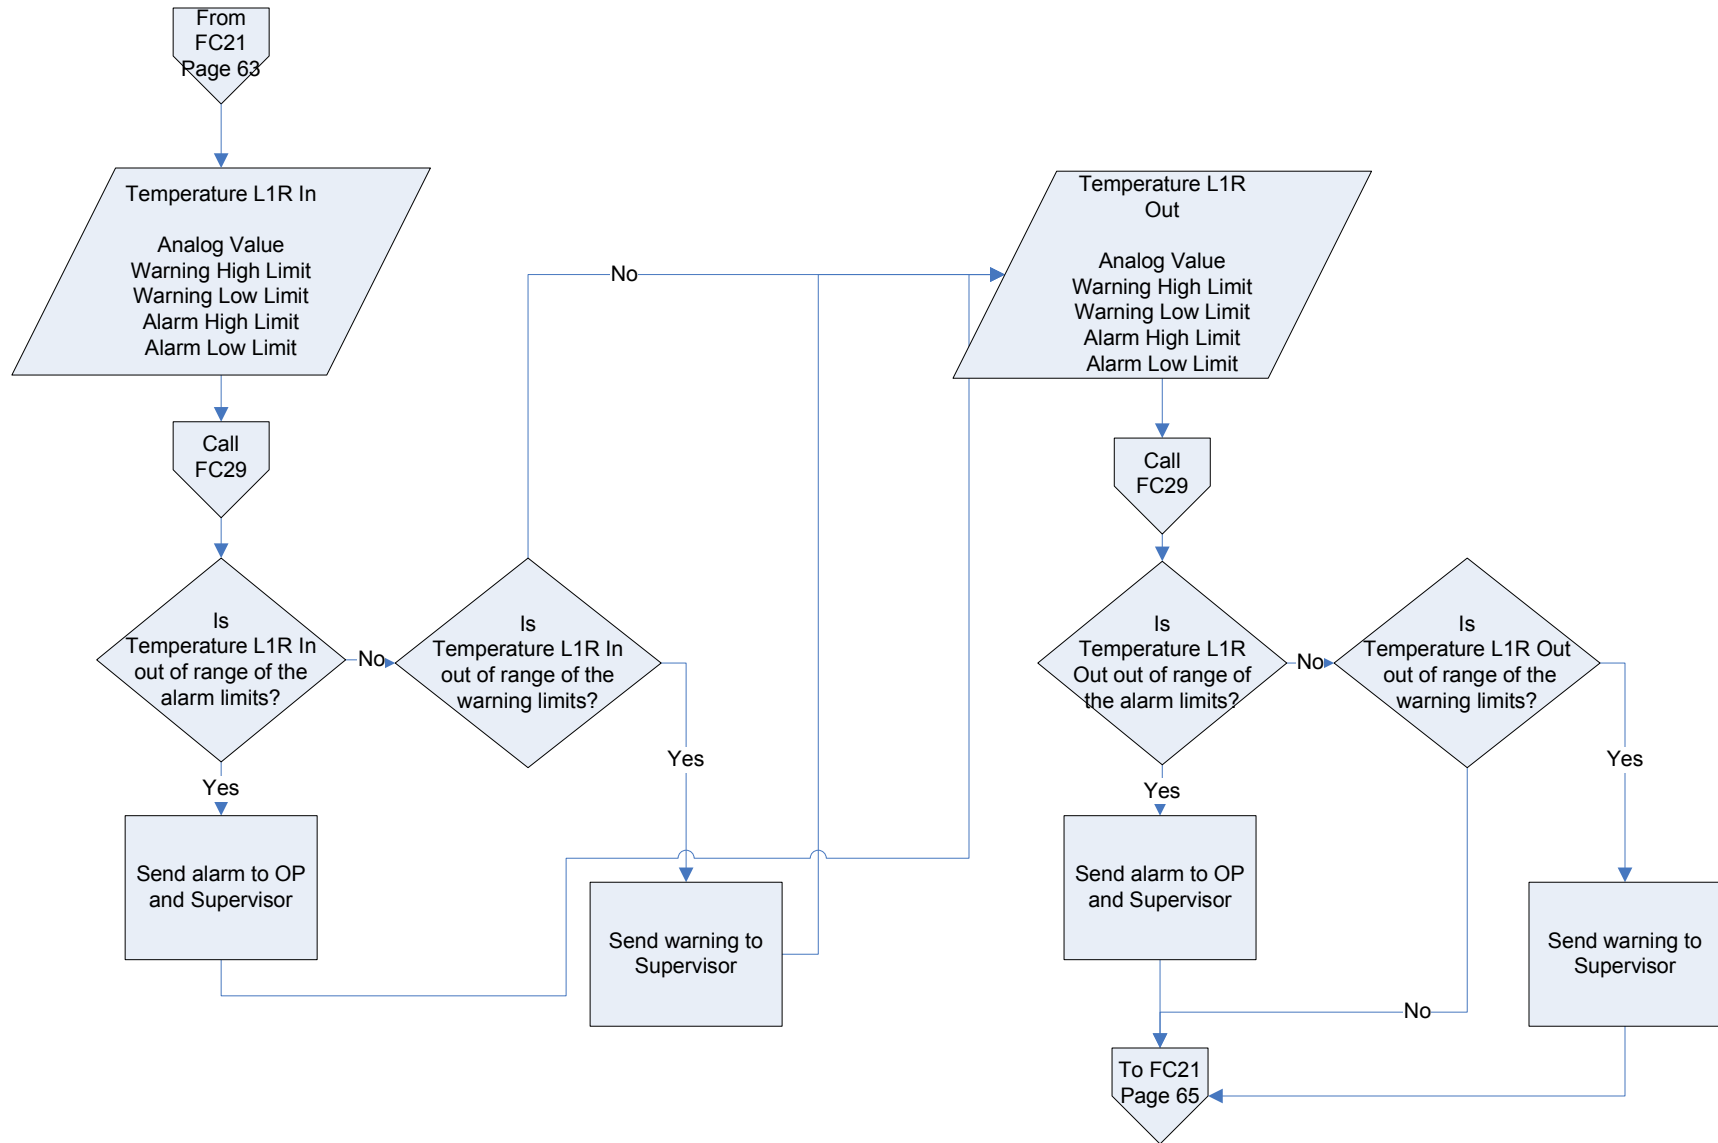 From
FC21
Page 63
Temperature L1R In
Analog Value
Warning High Limit
Warning Low Limit
Alarm High Limit
Alarm Low Limit
Call
FC29
Is
Temperature L1R In
out of range of the
alarm limits?
No
Is
Temperature L1R In
out of range of the
warning limits?
No
Yes
Send alarm to OP
and Supervisor
Yes
Send warning to
Supervisor
Temperature L1R
Out
Analog Value
Warning High Limit
Warning Low Limit
Alarm High Limit
Alarm Low Limit
Call
FC29
Is
Temperature L1R
Out out of range of
the alarm limits?
No
Is
Temperature L1R Out
out of range of the
warning limits?
Yes
Send alarm to OP
and Supervisor
Yes
Send warning to
Supervisor
No
To FC21
Page 65